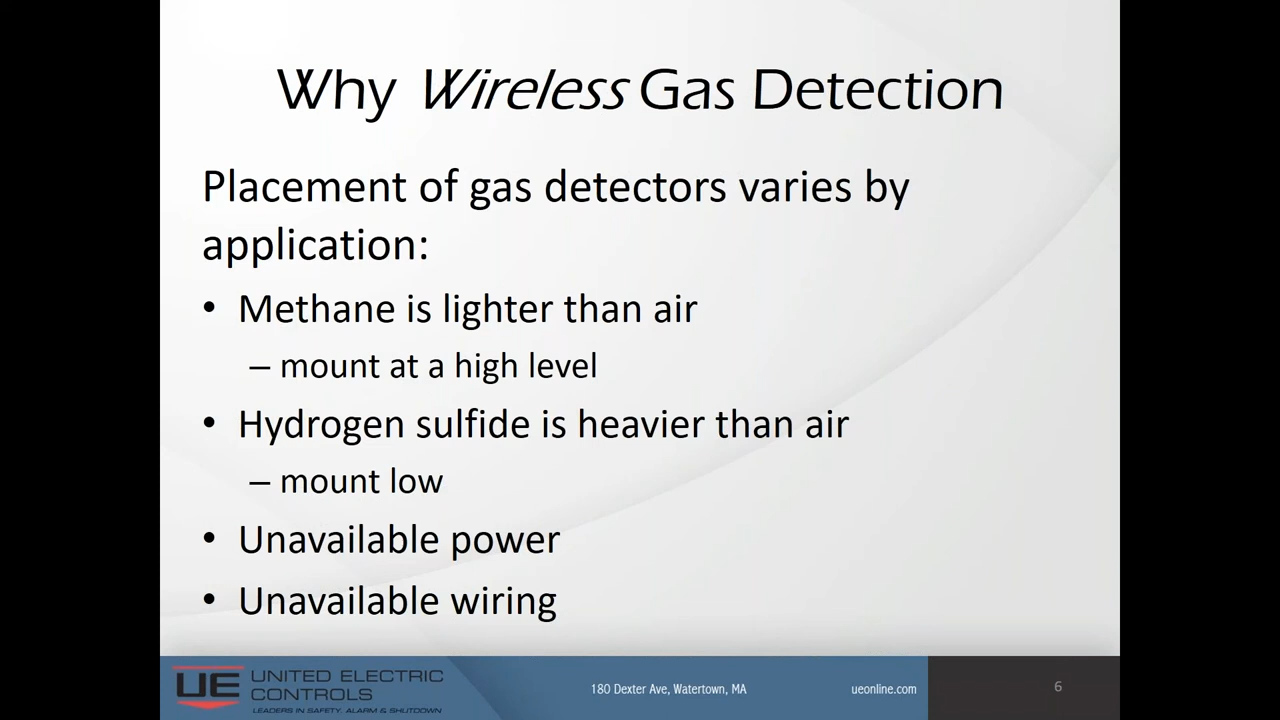 Why Wireless Gas Detection
Placement of gas detectors varies by
application:
• Methane is lighter than air
– mount at a high level
• Hydrogen sulfide is heavier than air
– mount low
• Unavailable power
• Unavailable wiring
UE UNITED ELECTRIC
CONTROLS
LEADERS IN SAFETY, ALARM & SHUTDOWN
180 Dexter Ave, Watertown, MA
ueonline.com
6